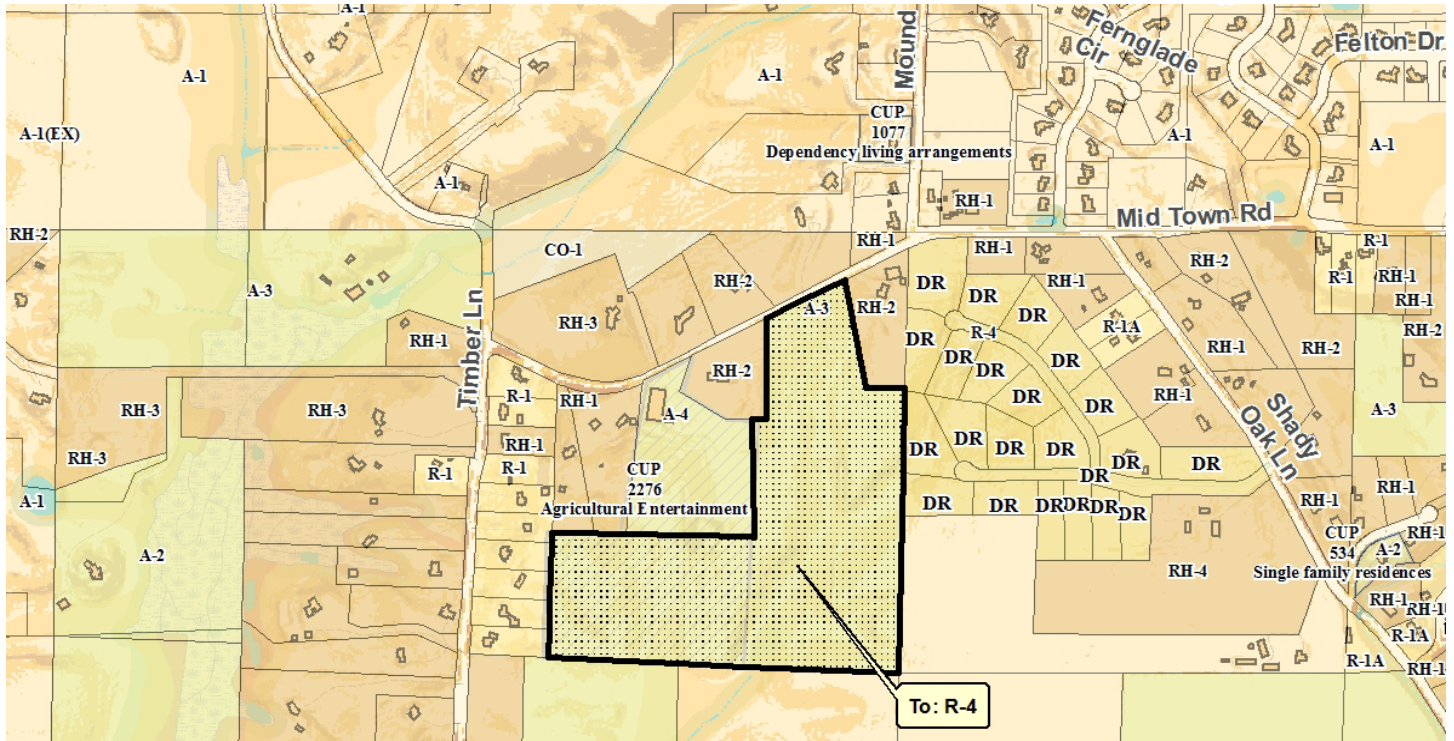 A-1
A-1
A-1
Mound
Fernglade
Cir
Felton Dr
A-1(EX)
CUP
1077
Dependency living arrangements
A-1
A-1
A-1
RH-1
Mid Town Rd
RH-2
CO-1
RH-1
RH-1
R-1
A-3
RH-2
RH-2
DR
RH-1
R-1
RH-1
RH-1
RH-3
A-3
RH-2
DR
DR
R-4
R-1A
RH-1
RH-2
RH-2
Timber Ln
RH-1
DR
DR
DR
DR
RH-2
RH-1
R-1
RH-1
A-4
DR
Shady
Oak Ln
A-3
RH-3
RH-3
RH-1
DR
DR
DR
DR
DR
DR
RH-3
R-1
R-1
CUP
2276
Agricultural Entertainment
DR
A-1
DR
DR
DR
DR
DR
DR
RH-1
RH-1
CUP
534
Single family residences
A-2
RH-1
A-2
RH-4
RH-1
RH-1
R-1A
R-1A
RH-1
To: R-4